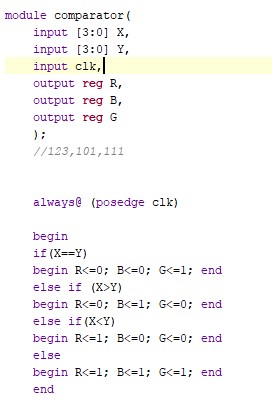 module comparator(
input [3:0] X,
input [3:0] Y,
input clk,
output reg R,
output reg B,
output reg G
);
//123,101,111
always@ (posedge clk)
begin
if(X==Y)
begin R<=0; B<=0; G<=1; end
else if (X>Y)
begin R<=0; B<=1; G<=0; end
else if(X<Y)
begin R<=1; B<=0; G<=0; end
else
begin R<=1; B<=1; G<=1; end
end